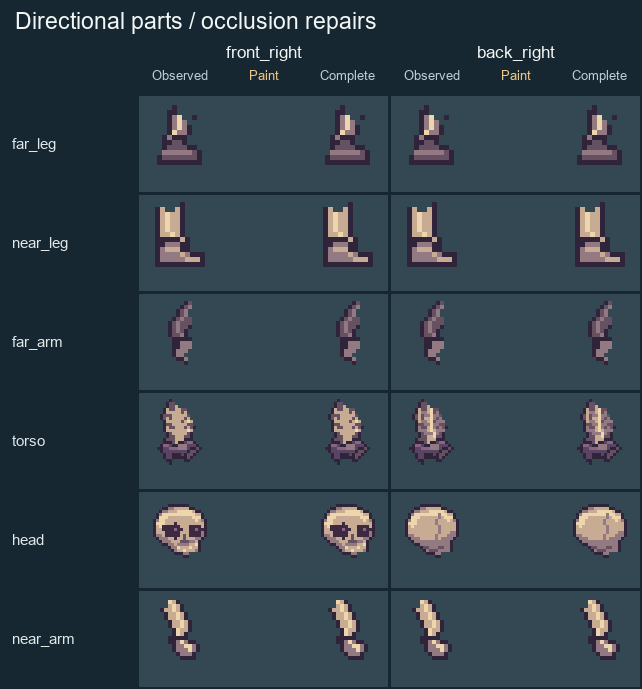 Directional parts / occlusion repairs
front_right back_right
Observed Paint Complete Observed Paint Complete
far_leg
near_leg
far_arm
torso
head
near_arm